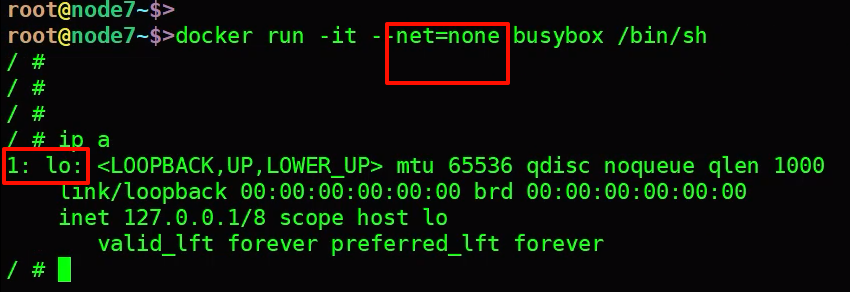 root@node7~$>
root@node7~$>docker run -it --net=none busybox /bin/sh
/ #
/ #
/ #
/ # ip a
1: lo: <LOOPBACK,UP,LOWER_UP> mtu 65536 qdisc noqueue qlen 1000
    link/loopback 00:00:00:00:00:00 brd 00:00:00:00:00:00
    inet 127.0.0.1/8 scope host lo
       valid_lft forever preferred_lft forever
/ #